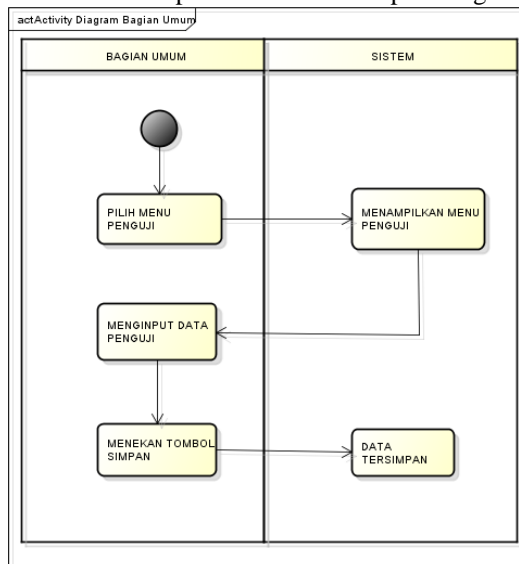 actActivity Diagram Bagian Umum
BAGIAN UMUM
SISTEM
PILIH MENU
PENGUJI
MENAMPILKAN MENU
PENGUJI
MENGINPUT DATA
PENGUJI
MENEKAN TOMBOL
SIMPAN
DATA
TERSIMPAN